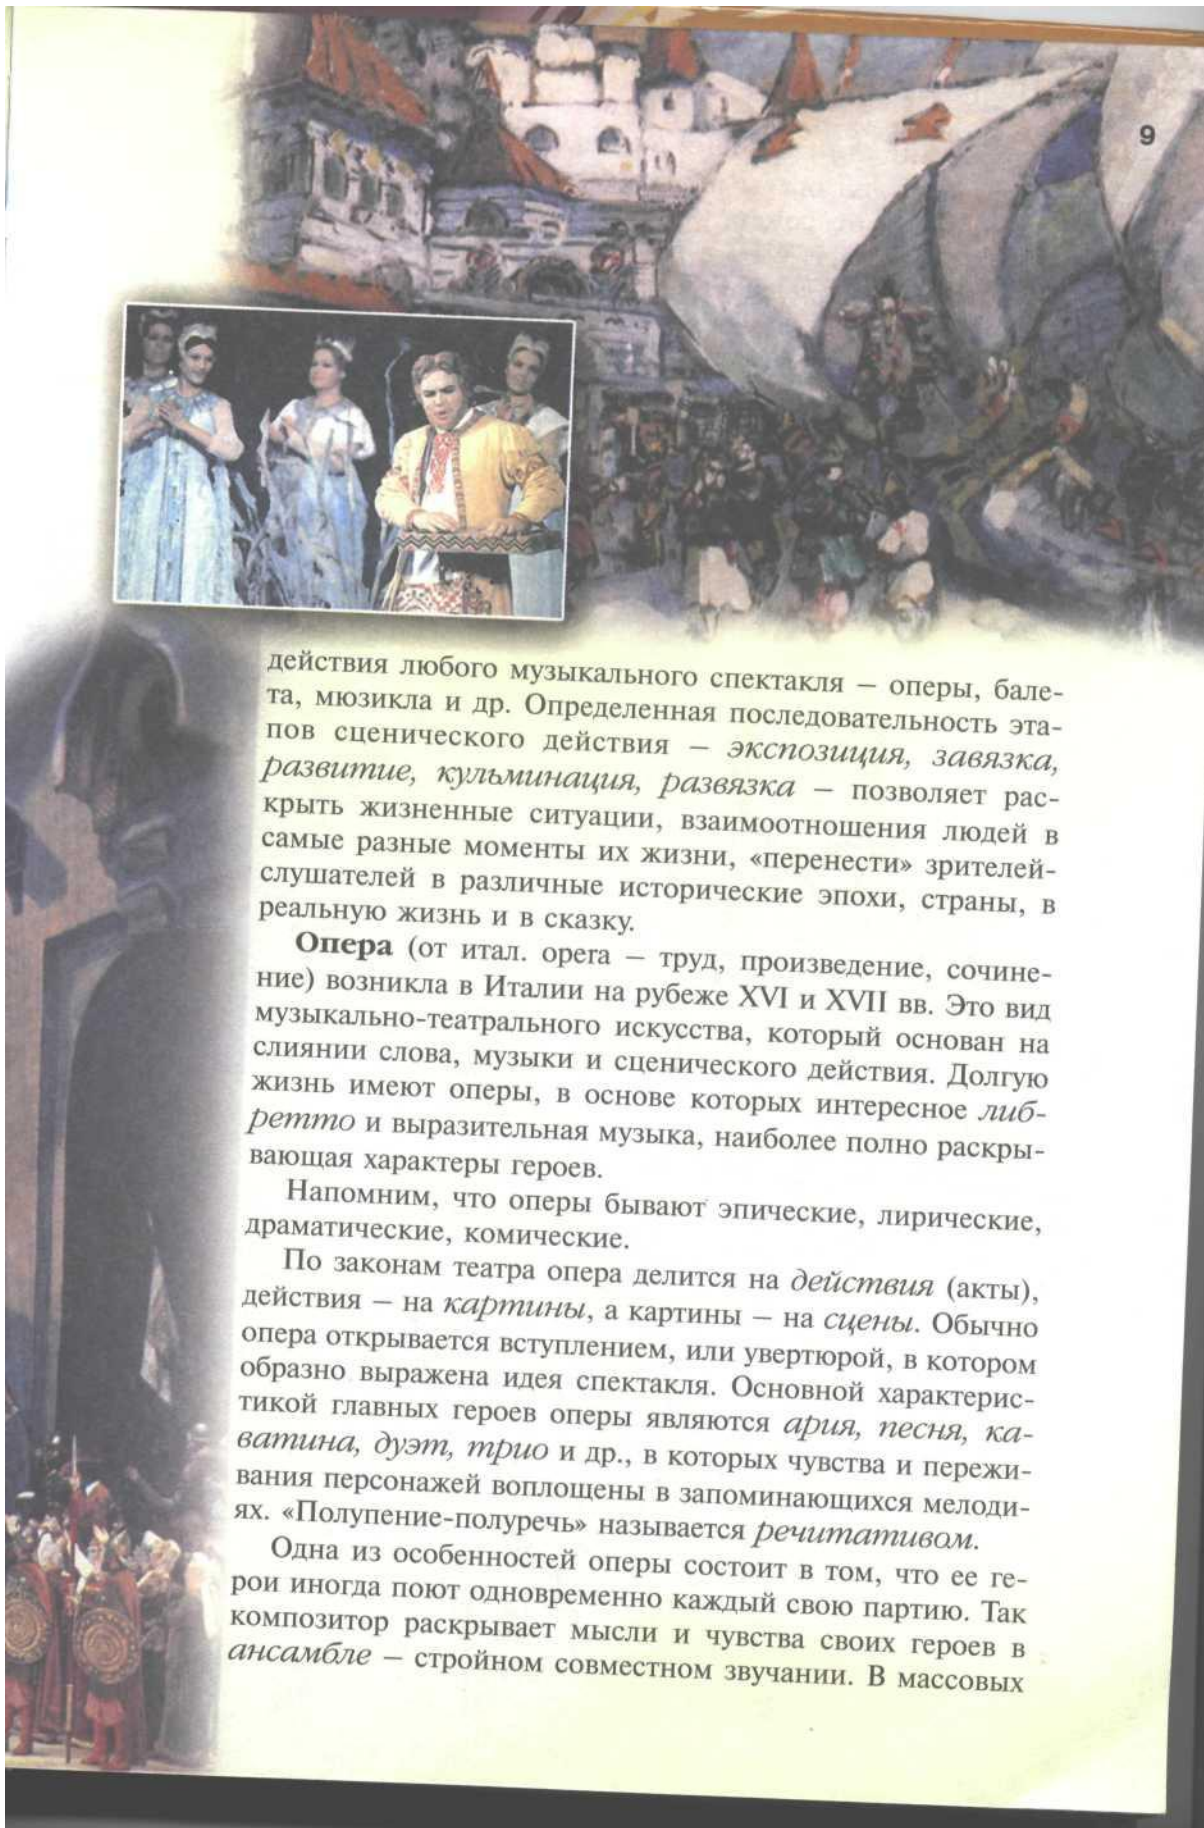 9
действия любого музыкального спектакля – оперы, бале-
та, мюзикла и др. Определенная последовательность эта-
пов сценического действия – экспозиция, завязка,
развитие, кульминация, развязка – позволяет рас-
крыть жизненные ситуации, взаимоотношения людей в
самые разные моменты их жизни, «перенести» зрителей-
слушателей в различные исторические эпохи, страны, в
реальную жизнь и в сказку.
Опера (от итал. opera – труд, произведение, сочине-
ние) возникла в Италии на рубеже XVI и XVII вв. Это вид
музыкально-театрального искусства, который основан на
слиянии слова, музыки и сценического действия. Долгую
жизнь имеют оперы, в основе которых интересное либ-
ретто и выразительная музыка, наиболее полно раскры-
вающая характеры героев.
Напомним, что оперы бывают эпические, лирические,
драматические, комические.
По законам театра опера делится на действия (акты),
действия – на картины, а картины – на сцены. Обычно
опера открывается вступлением, или увертюрой, в котором
образно выражена идея спектакля. Основной характерис-
тикой главных героев оперы являются ария, песня, ка-
ватина, дуэт, трио и др., в которых чувства и пережи-
вания персонажей воплощены в запоминающихся мелоди-
ях. «Полупение-полуречь» называется речитативом.
Одна из особенностей оперы состоит в том, что ее ге-
рои иногда поют одновременно каждый свою партию. Так
композитор раскрывает мысли и чувства своих героев в
ансамбле – стройном совместном звучании. В массовых